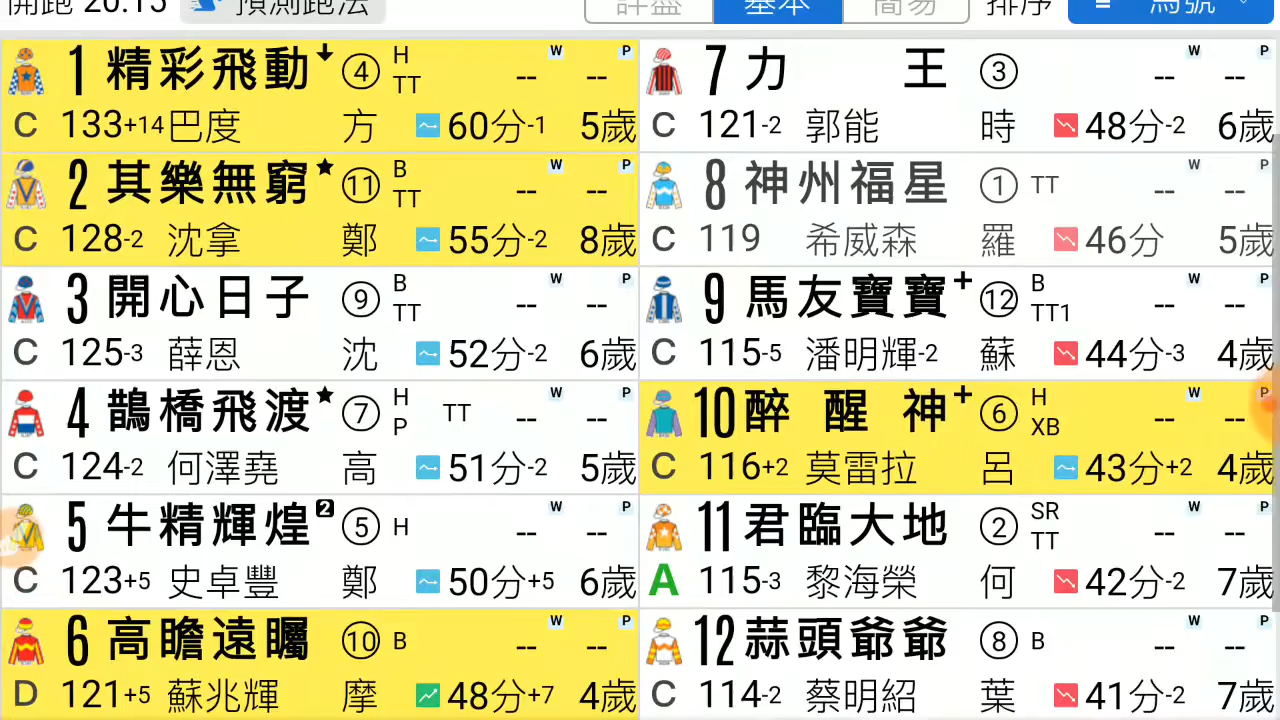 開跑 20:15 預測跑法 詳盡 基本 簡易 排序 馬號
1 精彩飛動 ④ H TT W -- P --
C 133+14 巴度 方 60分-1 5歲
2 其樂無窮★ ⑪ B TT W -- P --
C 128-2 沈拿 鄭 55分-2 8歲
3 開心日子 ⑨ B TT W -- P --
C 125-3 薛恩 沈 52分-2 6歲
4 鵲橋飛渡★ ⑦ H P TT W -- P --
C 124-2 何澤堯 高 51分-2 5歲
5 牛精輝煌 2 ⑤ H W -- P --
C 123+5 史卓豐 鄭 50分+5 6歲
6 高瞻遠矚 ⑩ B W -- P --
D 121+5 蘇兆輝 摩 48分+7 4歲
7 力王 ③ W -- P --
C 121-2 郭能 時 48分-2 6歲
8 神州福星 ① TT W -- P --
C 119 希威森 羅 46分 5歲
9 馬友寶寶+ ⑫ B TT1 W -- P --
C 115-5 潘明輝-2 蘇 44分-3 4歲
10 醉醒神+ ⑥ H XB W -- P --
C 116+2 莫雷拉 呂 43分+2 4歲
11 君臨大地 ② SR TT W -- P --
A 115-3 黎海榮 何 42分-2 7歲
12 蒜頭爺爺 ⑧ B W -- P --
C 114-2 蔡明紹 葉 41分-2 7歲